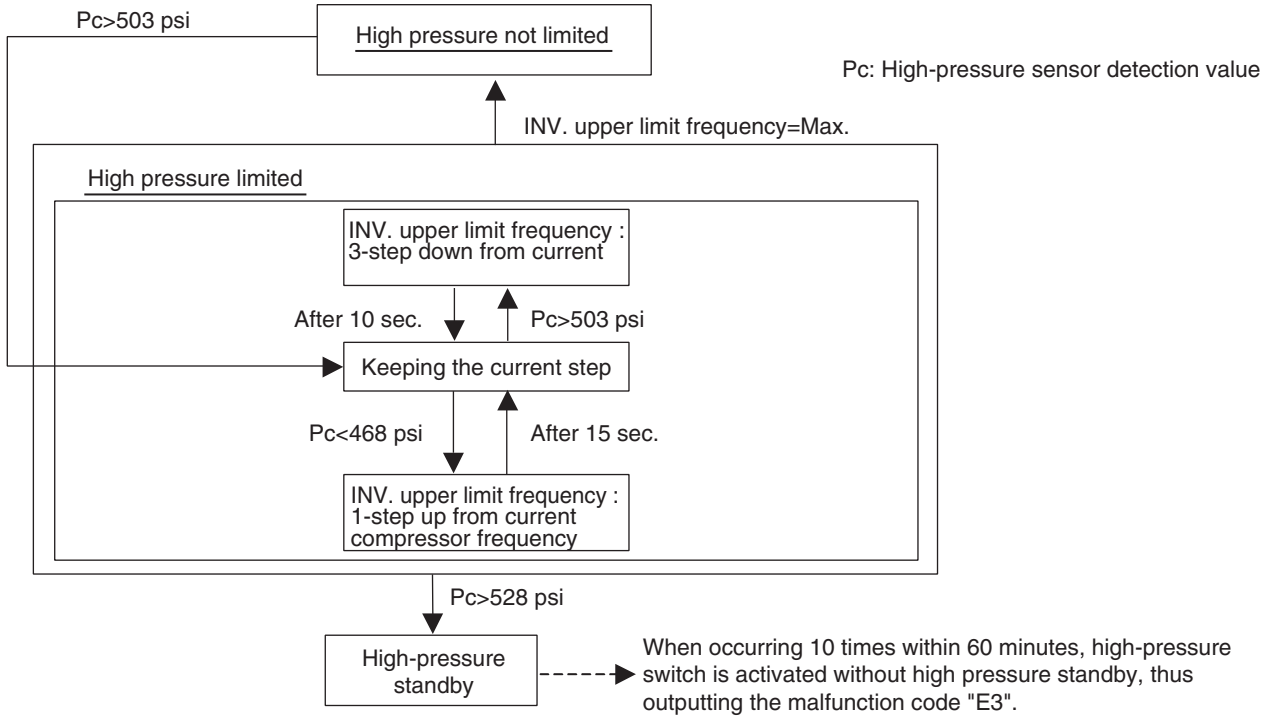 Pc>503 psi
High pressure not limited
Pc: High-pressure sensor detection value
INV. upper limit frequency=Max.
High pressure limited
INV. upper limit frequency :
3-step down from current
After 10 sec.
Pc>503 psi
Keeping the current step
Pc<468 psi
After 15 sec.
INV. upper limit frequency :
1-step up from current
compressor frequency
Pc>528 psi
High-pressure
standby
When occurring 10 times within 60 minutes, high-pressure
switch is activated without high pressure standby, thus
outputting the malfunction code "E3".